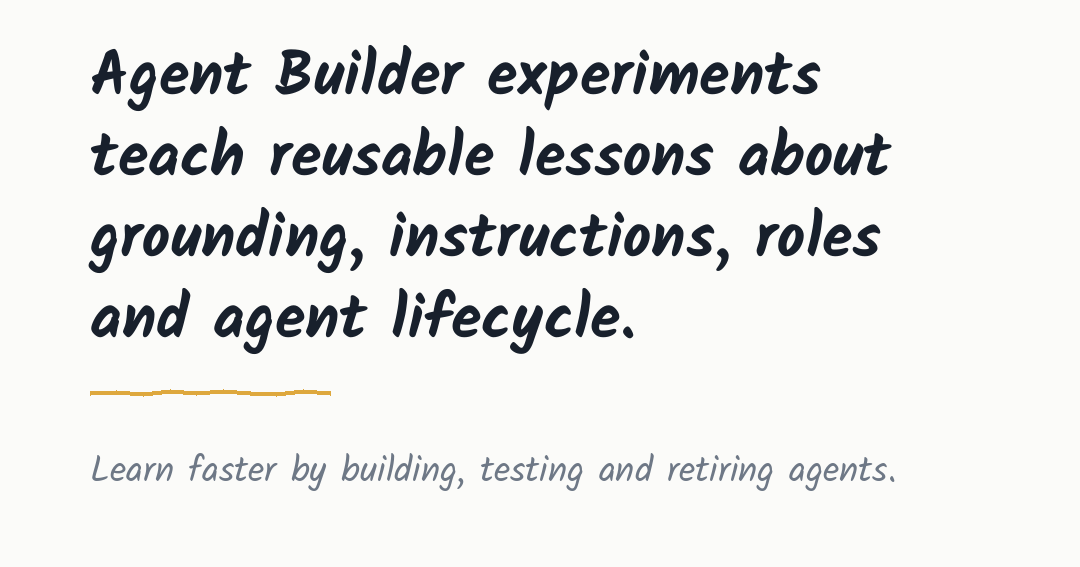 Agent Builder experiments
teach reusable lessons about
grounding, instructions, roles
and agent lifecycle.
Learn faster by building, testing and retiring agents.